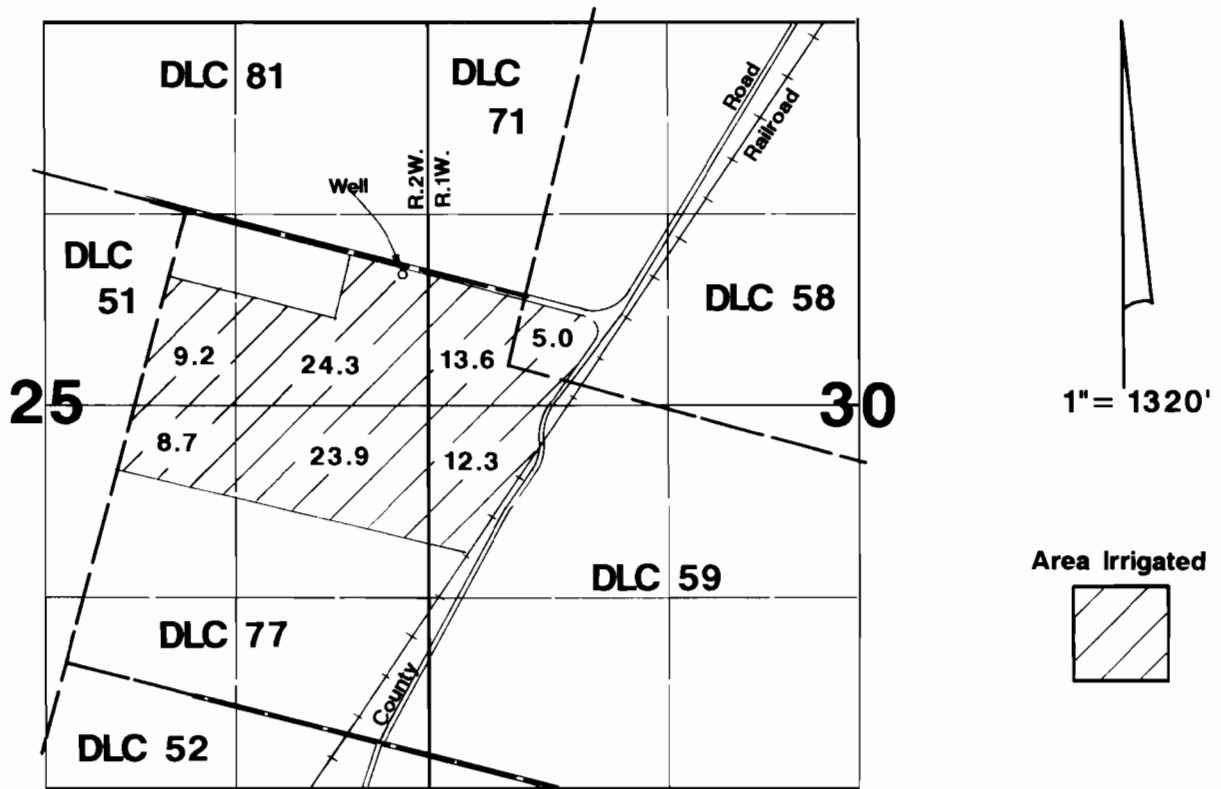 DLC 81
DLC
71
Road
Railroad
R.2W.
R.1W.
Well
DLC
51
DLC 58
5.0
9.2
24.3
13.6
25
30
1"= 1320'
8.7
23.9
12.3
Area Irrigated
DLC 59
DLC 77
County
DLC 52